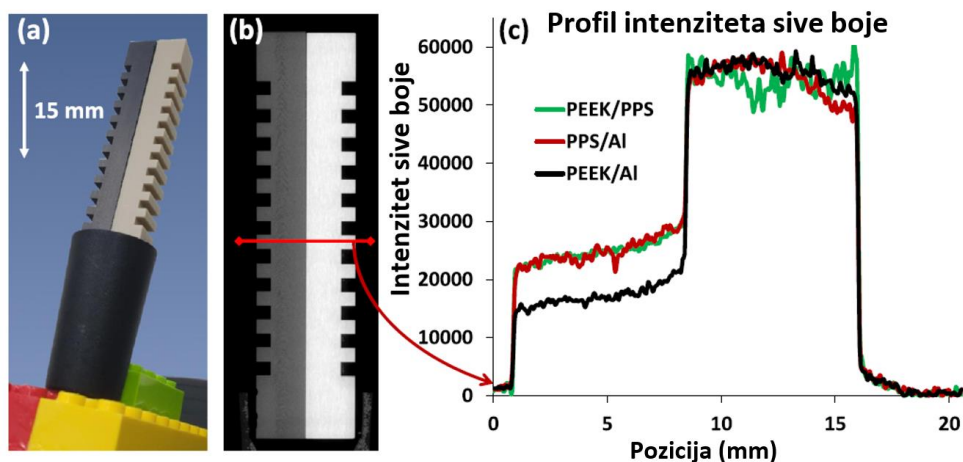 (a)
15 mm
(b)
(c) Profil intenziteta sive boje
Intenzitet sive boje
60000
50000
40000
30000
20000
10000
0
PEEK/PPS
PPS/Al
PEEK/Al
0 5 10 15 20
Pozicija (mm)